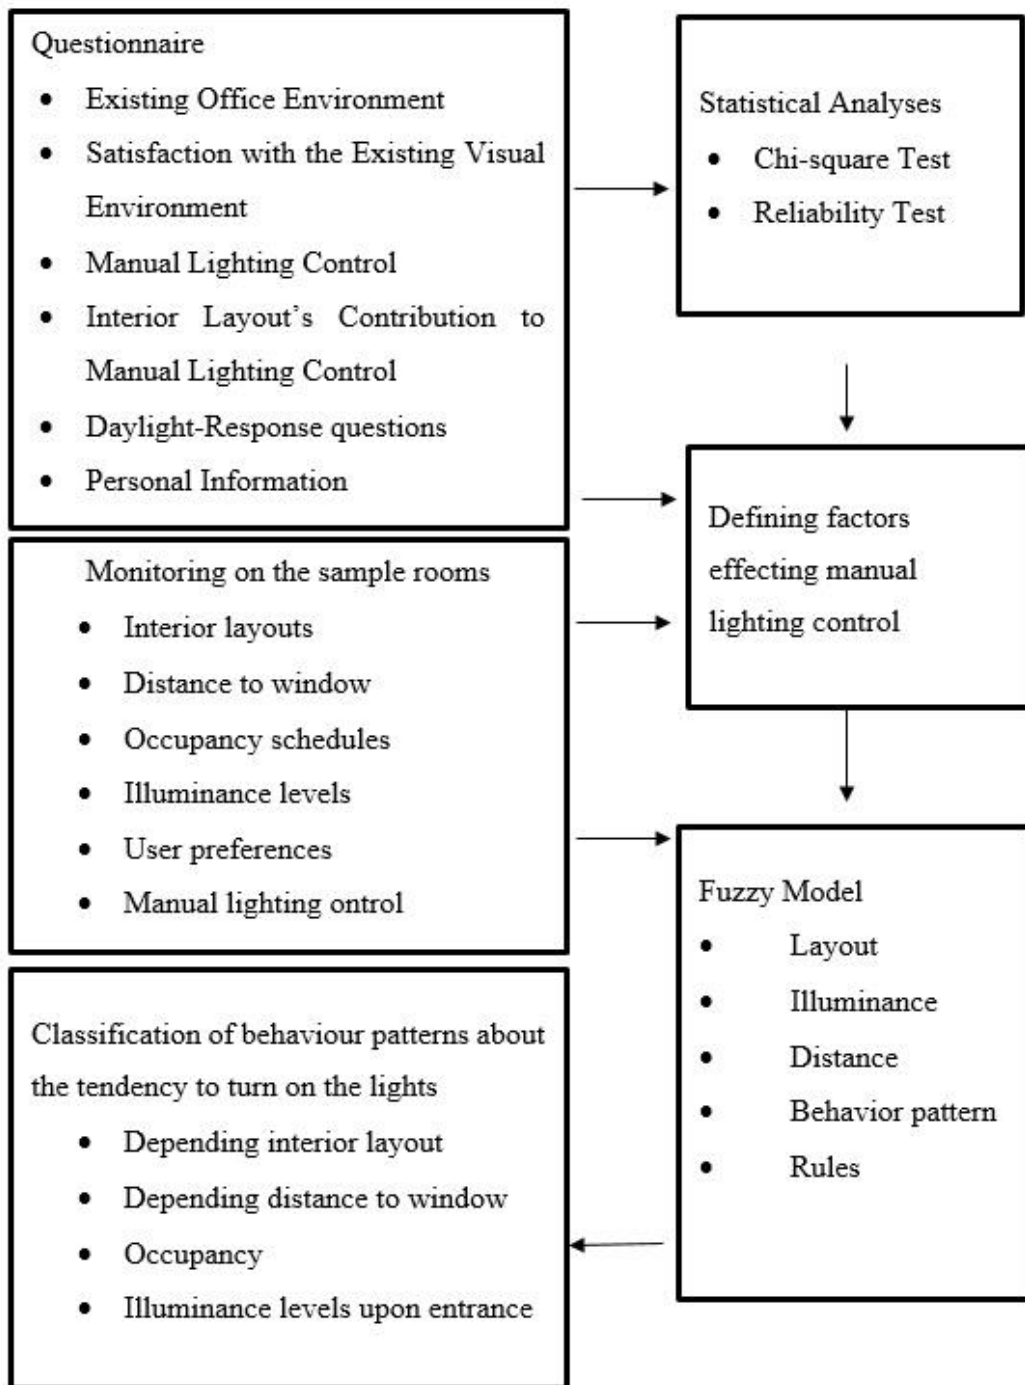 Questionnaire
• Existing Office Environment
• Satisfaction with the Existing Visual
Environment
• Manual Lighting Control
• Interior Layout’s Contribution to
Manual Lighting Control
• Daylight-Response questions
• Personal Information
Statistical Analyses
• Chi-square Test
• Reliability Test
Monitoring on the sample rooms
• Interior layouts
• Distance to window
• Occupancy schedules
• Illuminance levels
• User preferences
• Manual lighting ontrol
Defining factors
effecting manual
lighting control
Fuzzy Model
• Layout
• Illuminance
• Distance
• Behavior pattern
• Rules
Classification of behaviour patterns about
the tendency to turn on the lights
• Depending interior layout
• Depending distance to window
• Occupancy
• Illuminance levels upon entrance